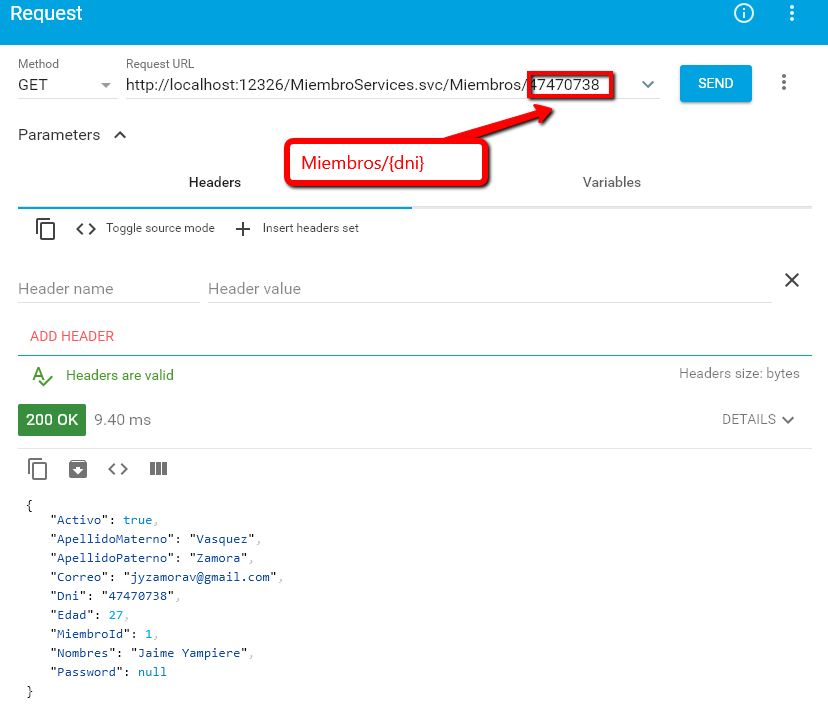 Request
Method
Request URL
GET
http://localhost:12326/MiembroServices.svc/Miembros/47470738
SEND
Parameters
Miembros/{dni}
Headers
Variables
Toggle source mode
Insert headers set
Header name
Header value
ADD HEADER
Headers are valid
Headers size: bytes
200 OK
9.40 ms
DETAILS
{
"Activo": true,
"ApellidoMaterno": "Vasquez",
"ApellidoPaterno": "Zamora",
"Correo": "jyzamorav@gmail.com",
"Dni": "47470738",
"Edad": 27,
"MiembroId": 1,
"Nombres": "Jaime Yampiere",
"Password": null
}